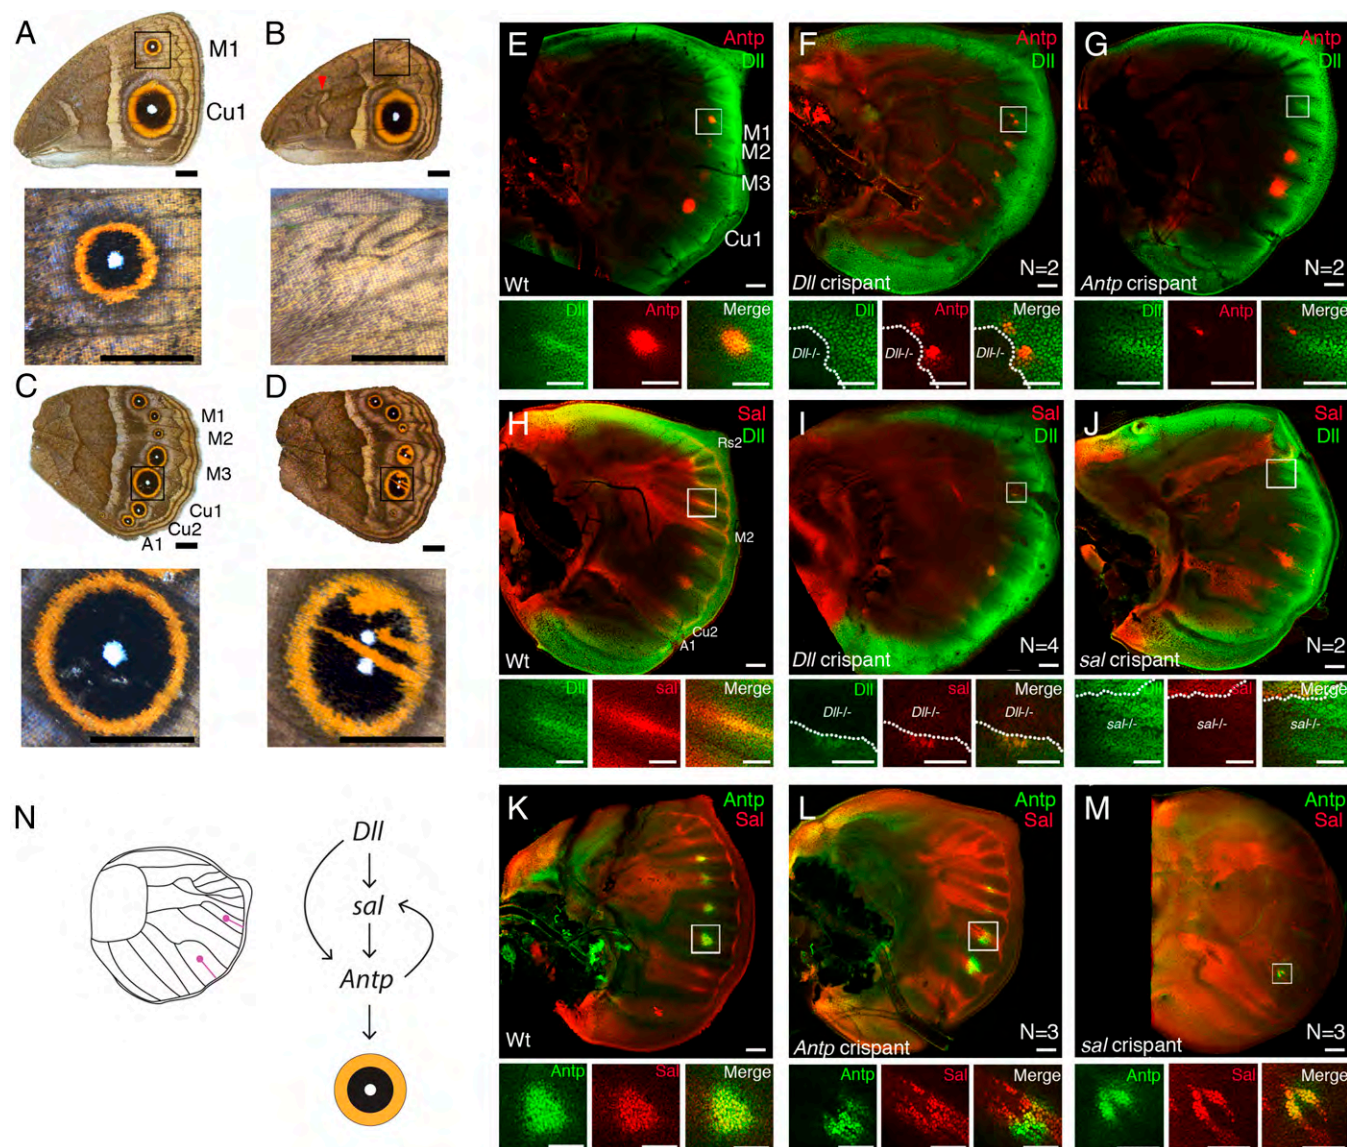 A
M1
Cu1
B
C
M1
M2
M3
Cu1
Cu2
A1
D
E
Antp
Dll
M1
M2
M3
Cu1
Wt
Dll
Antp
Merge
F
Antp
Dll
Dll crispant
N=2
Dll
Antp
Merge
Dll-/-
Dll-/-
Dll-/-
G
Antp
Dll
Antp crispant
N=2
Dll
Antp
Merge
H
Sal
Dll
Rs2
M2
Cu2
A1
Wt
Dll
sal
Merge
I
Sal
Dll
Dll crispant
N=4
Dll
sal
Merge
Dll-/-
Dll-/-
Dll-/-
J
Sal
Dll
sal crispant
N=2
Dll
sal
Merge
sal-/-
sal-/-
sal-/-
K
Antp
Sal
Wt
Antp
Sal
Merge
L
Antp
Sal
Antp crispant
N=3
Antp
Sal
Merge
M
Antp
Sal
sal crispant
N=3
Antp
Sal
Merge
N
Dll
sal
Antp